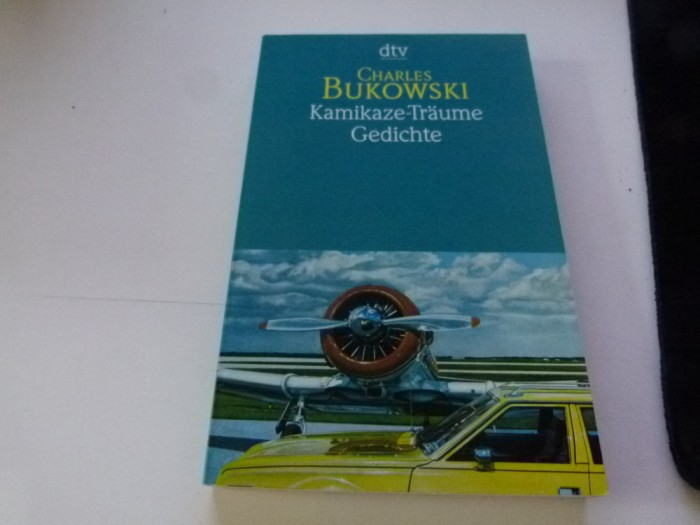 dtv
CHARLES
BUKOWSKI
Kamikaze-Träume
Gedichte